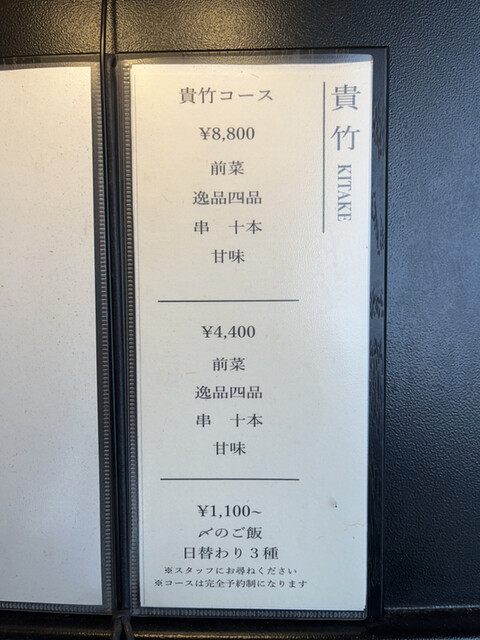 貴竹 KITAKE
貴竹コース
¥8,800
前菜
逸品四品
串　十本
甘味
¥4,400
前菜
逸品四品
串　十本
甘味
¥1,100~
〆のご飯
日替わり３種
※スタッフにお尋ねください
※コースは完全予約制になります